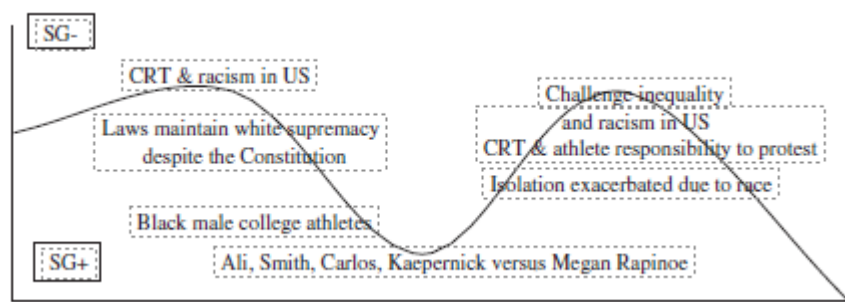 SG-
CRT & racism in US
Challenge inequality
and racism in US
CRT & athlete responsibility to protest
Laws maintain white supremacy
despite the Constitution
Isolation exacerbated due to race
Black male college athletes
SG+
Ali, Smith, Carlos, Kaepernick versus Megan Rapinoe